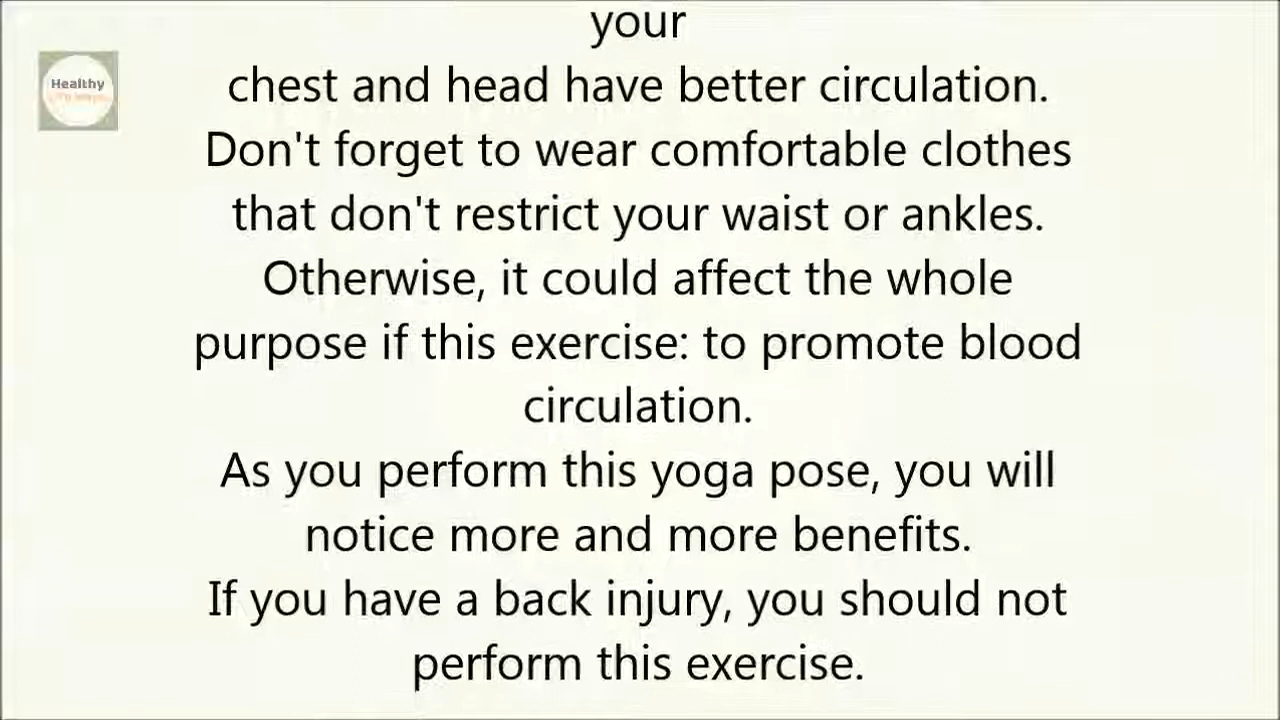 your
Healthy
chest and head have better circulation.
Don't forget to wear comfortable clothes
that don't restrict your waist or ankles.
Otherwise, it could affect the whole
purpose if this exercise: to promote blood
circulation.
As you perform this yoga pose, you will
notice more and more benefits.
If you have a back injury, you should not
perform this exercise.